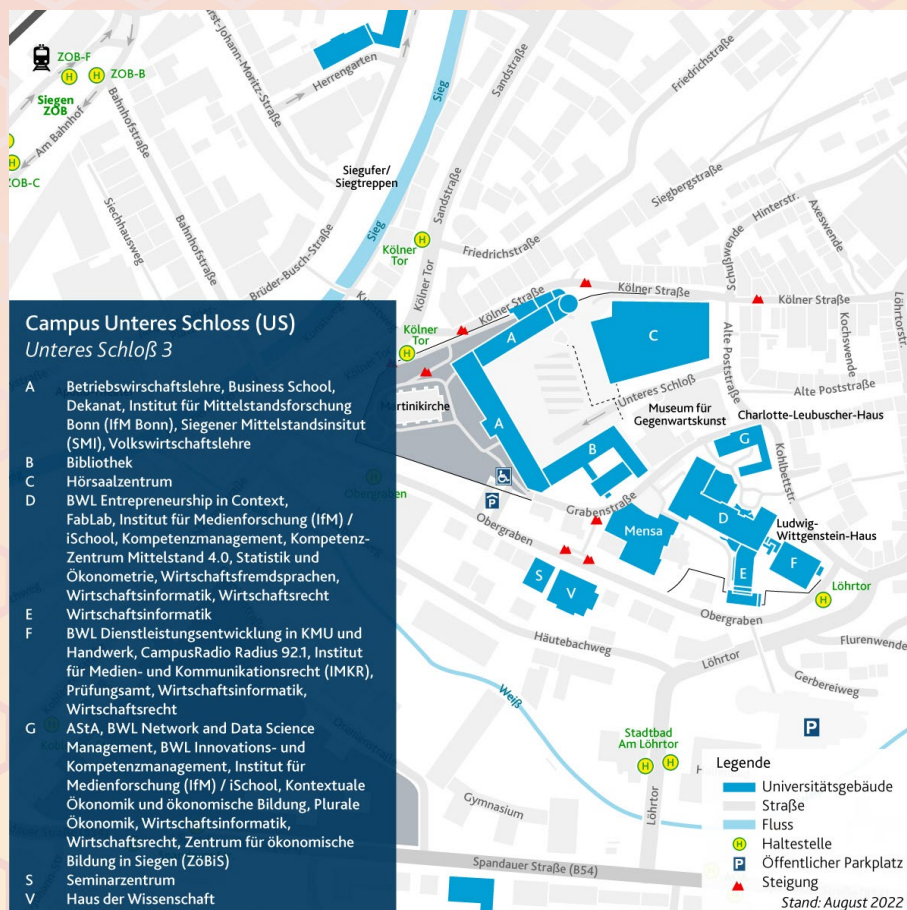 ZOB-F
ZOB-B
Siegen
ZOB
Am Bahnhof
ZOB-C
Bahnhofstraße
Fürst-Johann-Moritz-Straße
Herrengarten
Sieg
Sandstraße
Friedrichstraße
Siechhausweg
Bahnhofstraße
Siegufer/
Siegtreppen
Sieg
Brüder-Busch-Straße
Kölner
Tor
Sandstraße
Kölner Tor
Friedrichstraße
Siegbergstraße
Hinterstr.
Axeswende
Schnugwende
Kölner Straße
Kölner Straße
Kölner Straße
Löhrtorstr.
Kochswende
Alte Poststraße
Alte Poststraße
Kölner
Tor
Martinikirche
A
A
C
B
Unteres Schloß
Museum für
Gegenwartskunst
Charlotte-Leubscher-Haus
G
Kohlbettstr.
Obergraben
Obergraben
Grabenstraße
Mensa
D
Ludwig-
Wittgenstein-Haus
E
F
S
V
Löhrtor
Obergraben
Häutebachweg
Löhrtor
Flurenwende
Gerbereiweg
Weiß
Stadtbad
Am Löhrtor
Löhrtor
Gymnasium
Spandauer Straße (B54)
P
Campus Unteres Schloss (US)
Unteres Schloß 3
A Betriebswirschaftslehre, Business School,
Dekanat, Institut für Mittelstandsforschung
Bonn (IfM Bonn), Siegener Mittelstandsinsitut
(SMI), Volkswirtschaftslehre
B Bibliothek
C Hörsaalzentrum
D BWL Entrepreneurship in Context,
FabLab, Institut für Medienforschung (IfM) /
iSchool, Kompetenzmanagement, Kompetenz-
Zentrum Mittelstand 4.0, Statistik und
Ökonometrie, Wirtschaftsfremdsprachen,
Wirtschaftsinformatik, Wirtschaftsrecht
E Wirtschaftsinformatik
F BWL Dienstleistungsentwicklung in KMU und
Handwerk, CampusRadio Radius 92.1, Institut
für Medien- und Kommunikationsrecht (IMKR),
Prüfungsamt, Wirtschaftsinformatik,
Wirtschaftsrecht
G AStA, BWL Network and Data Science
Management, BWL Innovations- und
Kompetenzmanagement, Institut für
Medienforschung (IfM) / iSchool, Kontextuale
Ökonomik und ökonomische Bildung, Plurale
Ökonomik, Wirtschaftsinformatik,
Wirtschaftsrecht, Zentrum für ökonomische
Bildung in Siegen (ZöBiS)
S Seminarzentrum
V Haus der Wissenschaft
Legende
Universitätsgebäude
Straße
Fluss
H Haltestelle
P Öffentlicher Parkplatz
Steigung
Stand: August 2022